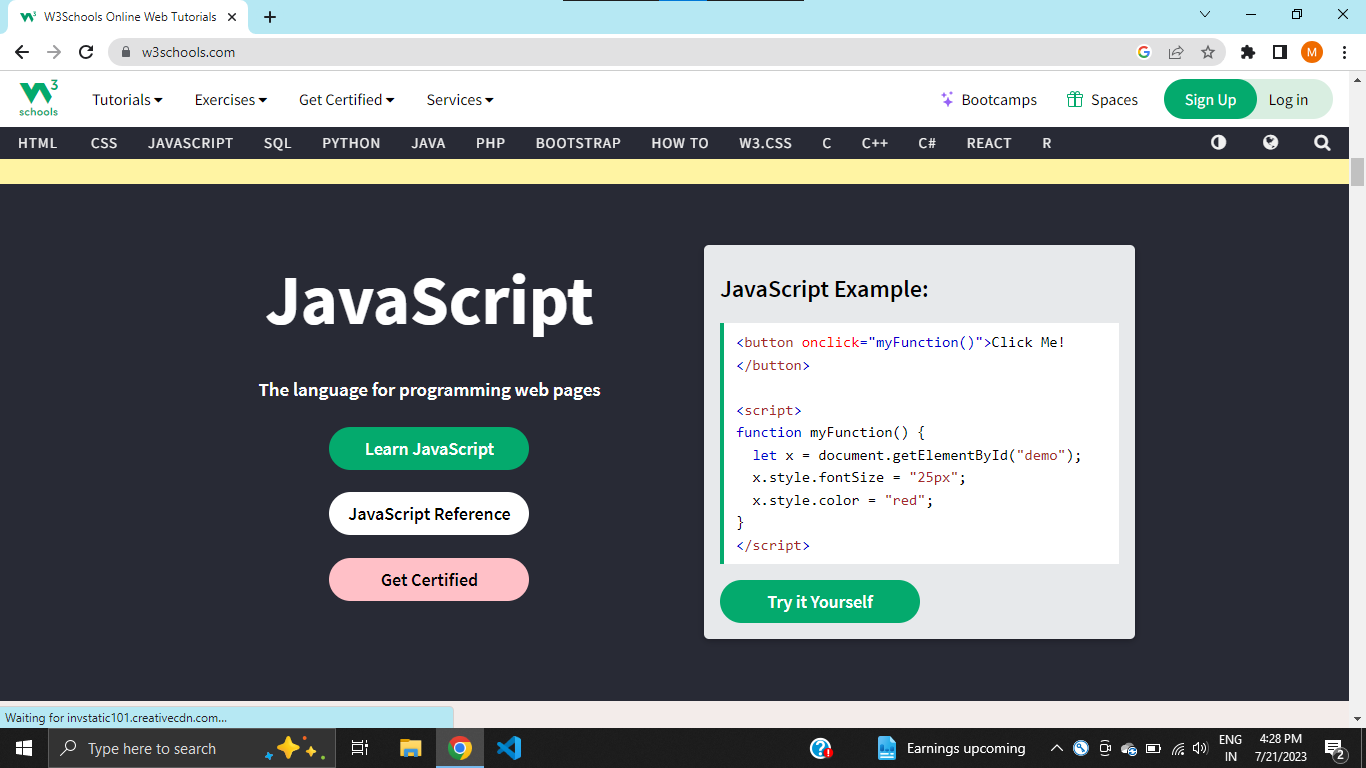 W3Schools Online Web Tutorials
w3schools.com
M
W3 schools
Tutorials
Exercises
Get Certified
Services
Bootcamps
Spaces
Sign Up
Log in
HTML CSS JAVASCRIPT SQL PYTHON JAVA PHP BOOTSTRAP HOW TO W3.CSS C C++ C# REACT R
JavaScript
The language for programming web pages
Learn JavaScript
JavaScript Reference
Get Certified
JavaScript Example:
<button onclick="myFunction()">Click Me!
</button>
<script>
function myFunction() {
  let x = document.getElementById("demo");
  x.style.fontSize = "25px";
  x.style.color = "red";
}
</script>
Try it Yourself
Waiting for invstatic101.creativecdn.com...
Type here to search
Earnings upcoming
ENG
IN
4:28 PM
7/21/2023
2